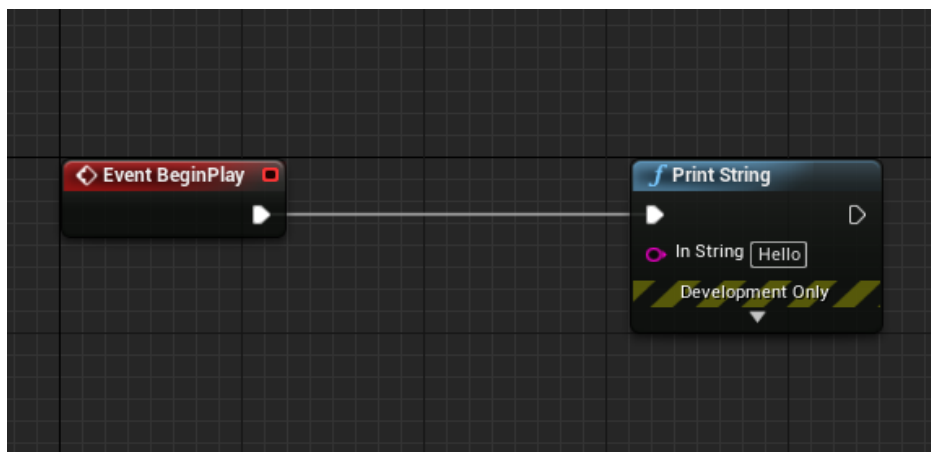 Event BeginPlay
Print String
In String Hello
Development Only